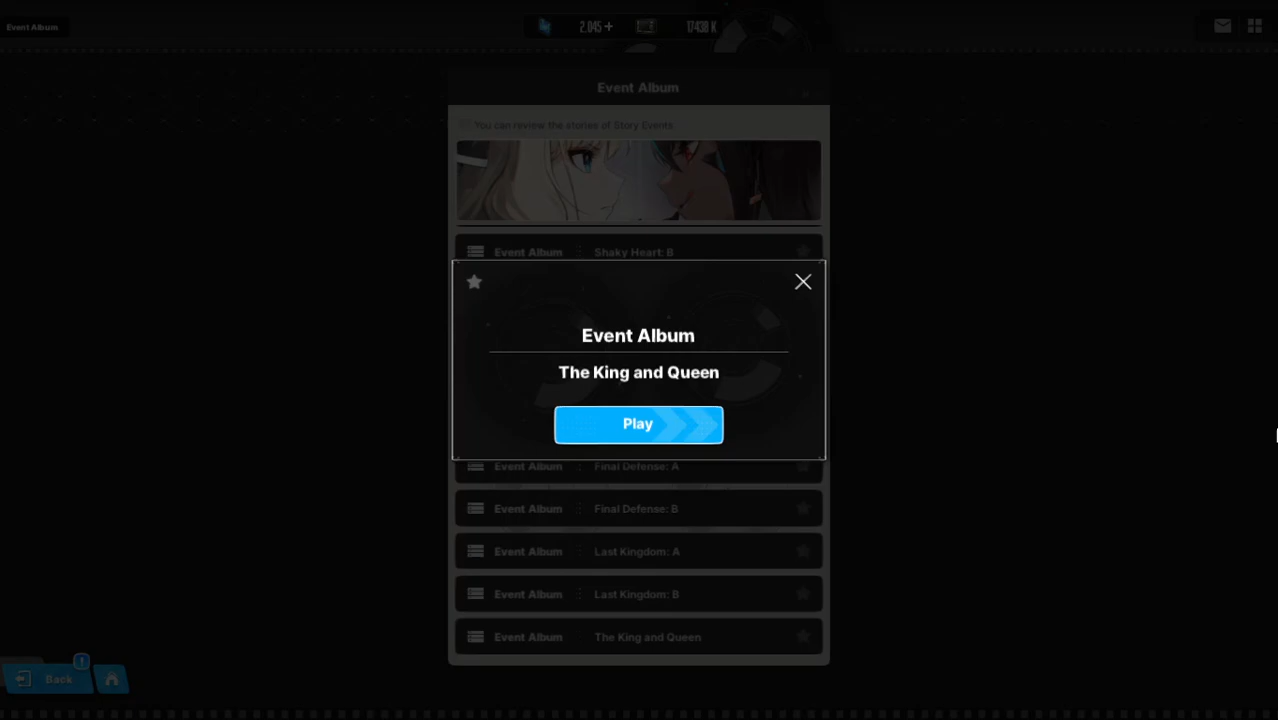 Event Album
2,045 +
17438 K
Event Album
You can review the stories of Story Events
Event Album : Shaky Heart: B
Event Album
The King and Queen
Play
Event Album : Final Defense: A
Event Album : Final Defense: B
Event Album : Last Kingdom: A
Event Album : Last Kingdom: B
Event Album The King and Queen
Back